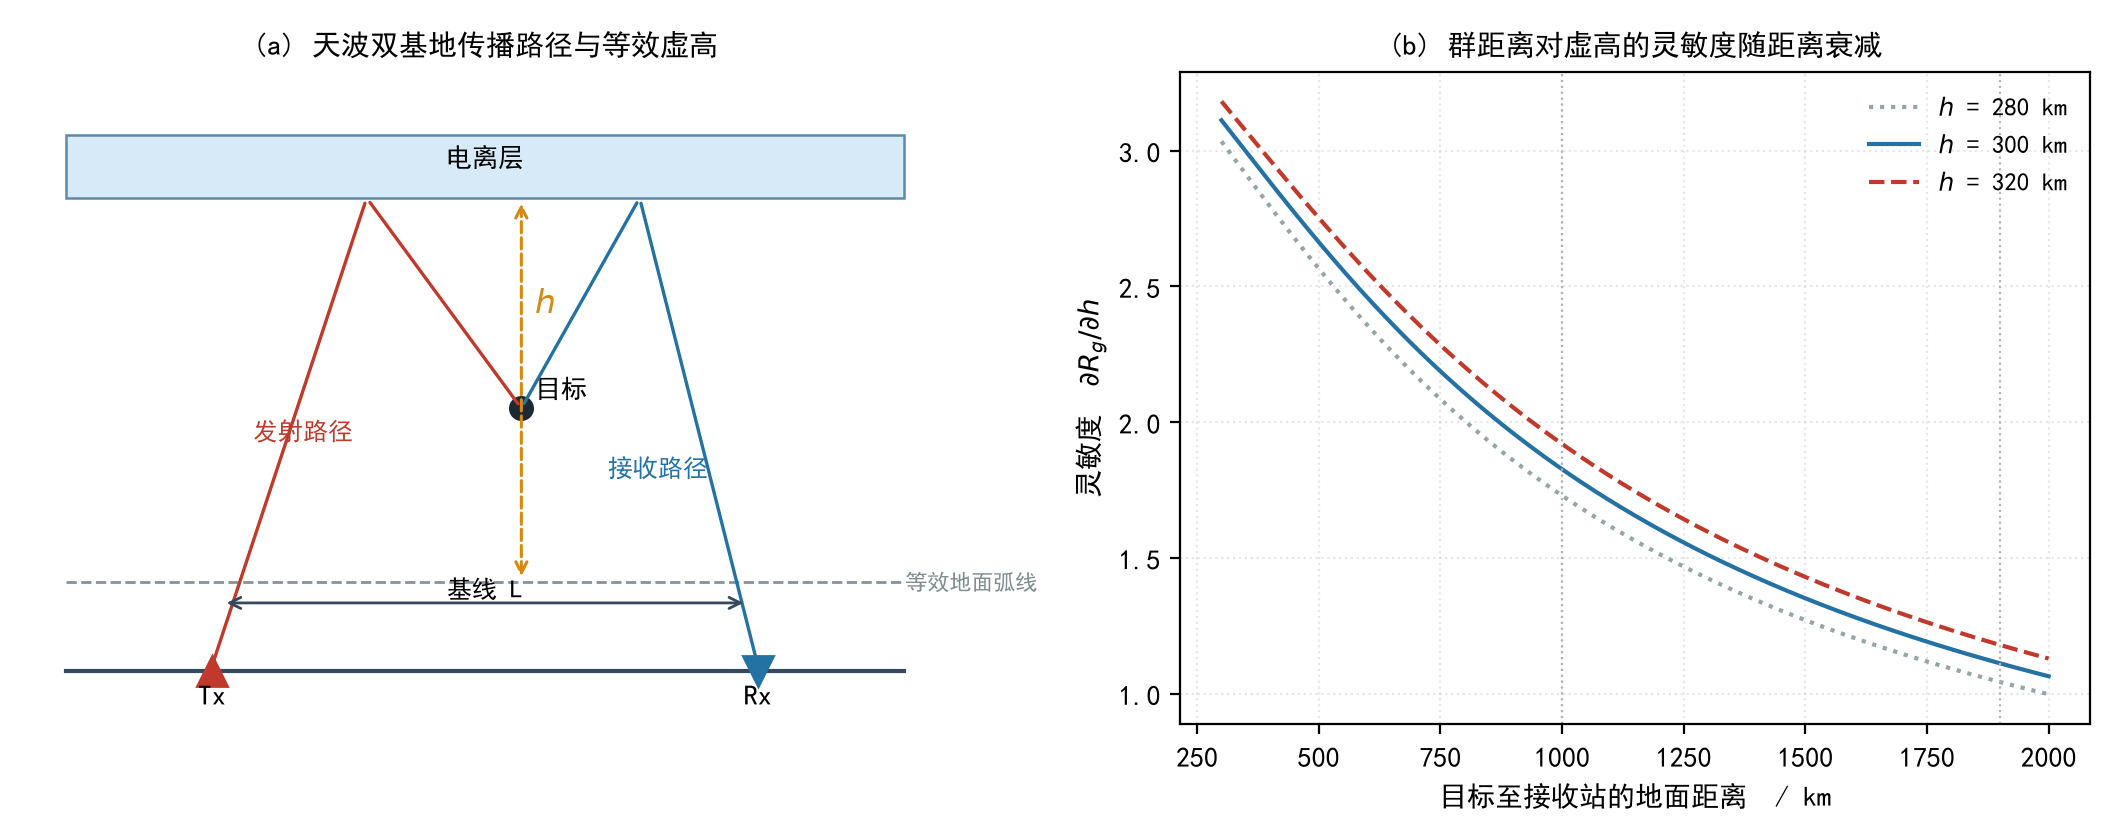 (a) 天波双基地传播路径与等效虚高
电离层
h
目标
发射路径
接收路径
等效地面弧线
基线 L
Tx
Rx
(b) 群距离对虚高的灵敏度随距离衰减
h = 280 km
h = 300 km
h = 320 km
3.0
2.5
2.0
1.5
1.0
灵敏度 ∂Rg/∂h
250 500 750 1000 1250 1500 1750 2000
目标至接收站的地面距离 / km